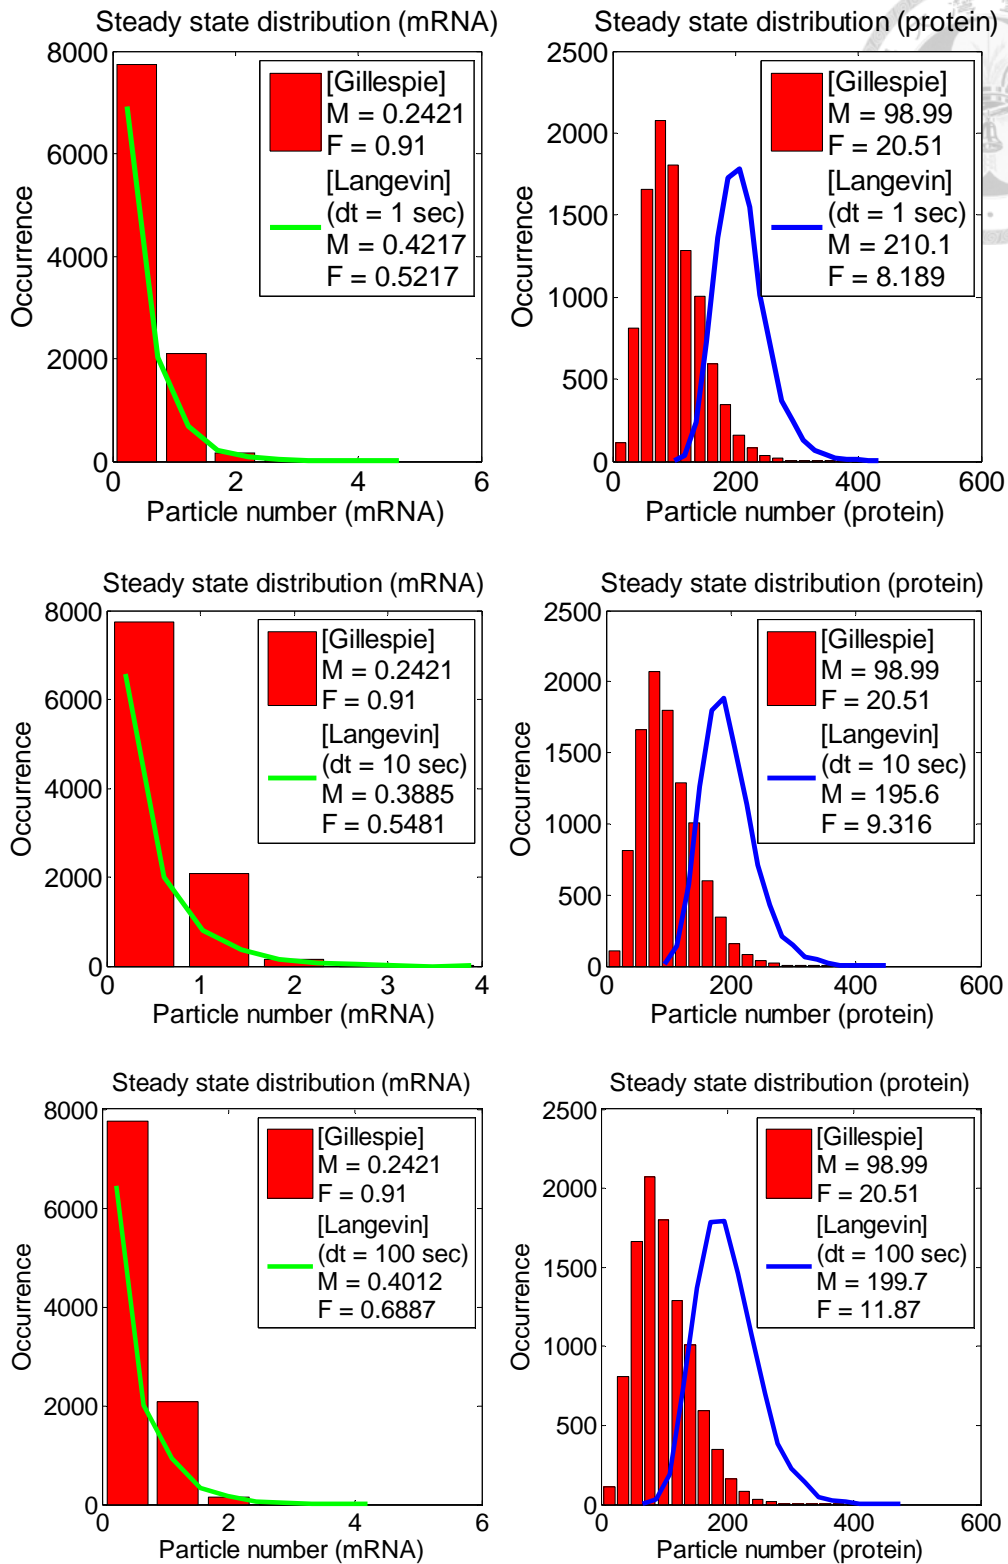 Steady state distribution (mRNA)
8000
6000
4000
2000
0
Occurrence
[Gillespie]
M = 0.2421
F = 0.91
[Langevin]
(dt = 1 sec)
M = 0.4217
F = 0.5217
0 2 4 6
Particle number (mRNA)
Steady state distribution (protein)
2500
2000
1500
1000
500
0
Occurrence
[Gillespie]
M = 98.99
F = 20.51
[Langevin]
(dt = 1 sec)
M = 210.1
F = 8.189
0 200 400 600
Particle number (protein)
Steady state distribution (mRNA)
8000
6000
4000
2000
0
Occurrence
[Gillespie]
M = 0.2421
F = 0.91
[Langevin]
(dt = 10 sec)
M = 0.3885
F = 0.5481
0 1 2 3 4
Particle number (mRNA)
Steady state distribution (protein)
2500
2000
1500
1000
500
0
Occurrence
[Gillespie]
M = 98.99
F = 20.51
[Langevin]
(dt = 10 sec)
M = 195.6
F = 9.316
0 200 400 600
Particle number (protein)
Steady state distribution (mRNA)
8000
6000
4000
2000
0
Occurrence
[Gillespie]
M = 0.2421
F = 0.91
[Langevin]
(dt = 100 sec)
M = 0.4012
F = 0.6887
0 2 4 6
Particle number (mRNA)
Steady state distribution (protein)
2500
2000
1500
1000
500
0
Occurrence
[Gillespie]
M = 98.99
F = 20.51
[Langevin]
(dt = 100 sec)
M = 199.7
F = 11.87
0 200 400 600
Particle number (protein)